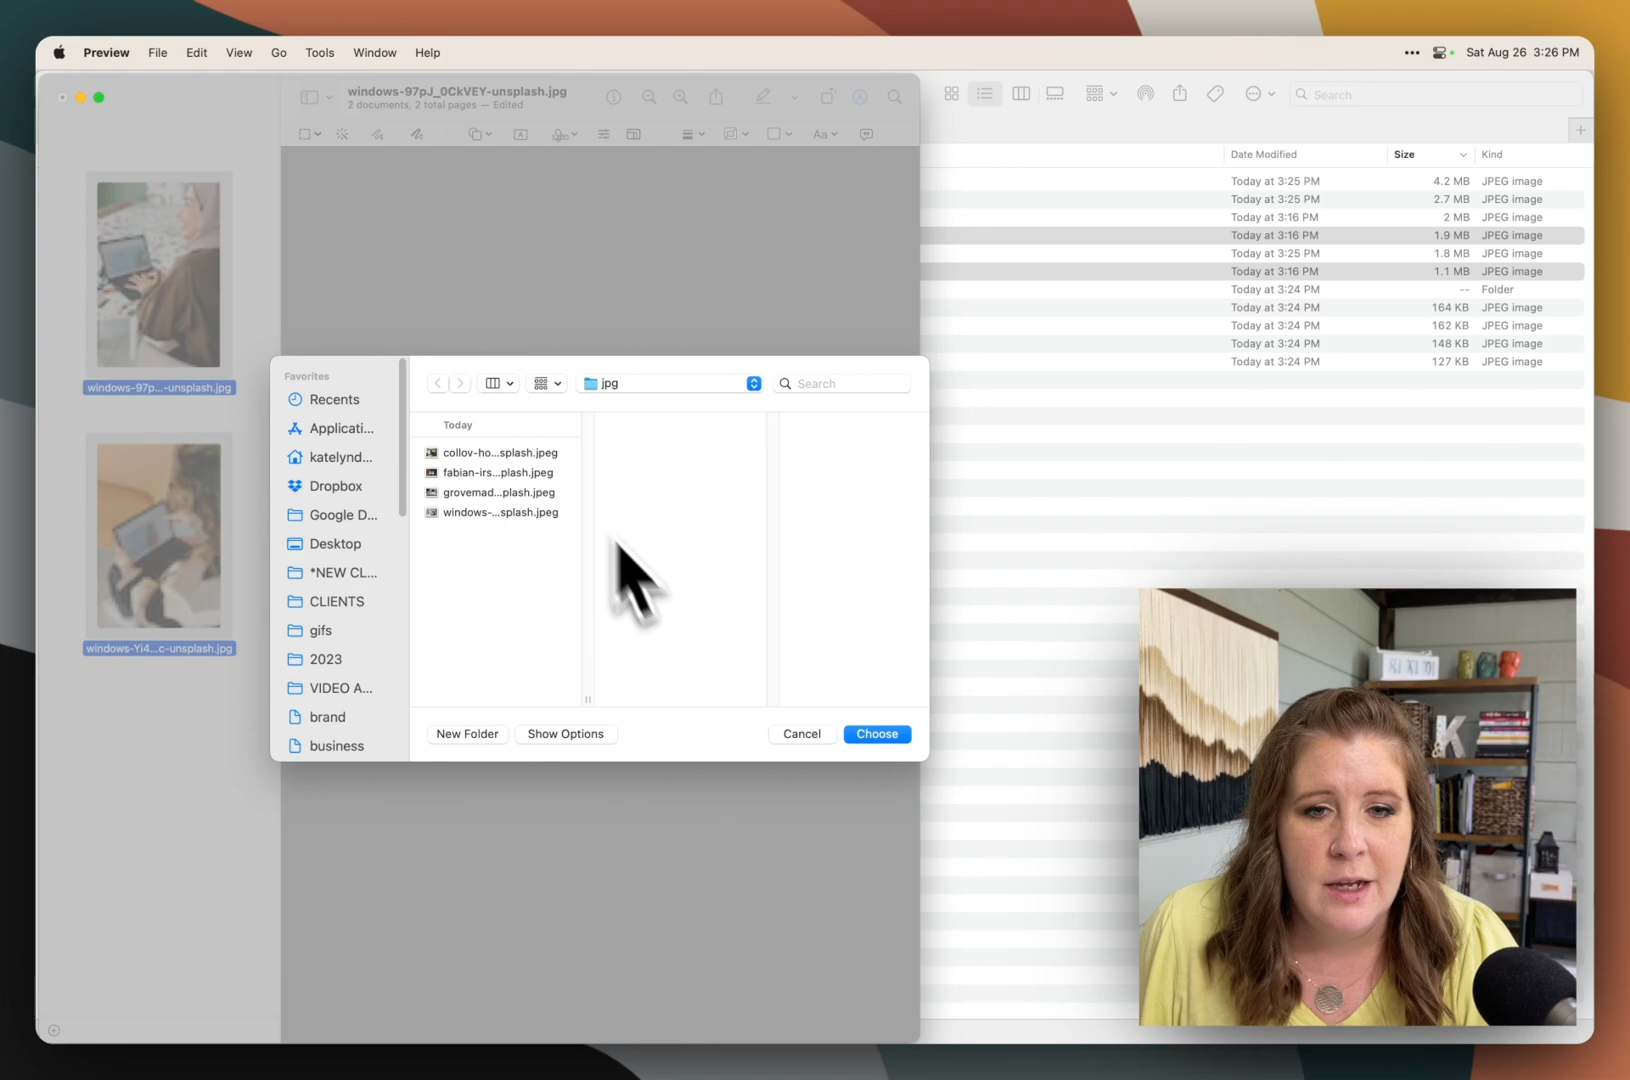 Preview File Edit View Go Tools Window Help
Sat Aug 26 3:26 PM
windows-97pJ_0CkVEY-unsplash.jpg
2 documents, 2 total pages — Edited
Search
Aa
Date Modified Size Kind
Today at 3:25 PM 4.2 MB JPEG image
Today at 3:25 PM 2.7 MB JPEG image
Today at 3:16 PM 2 MB JPEG image
Today at 3:16 PM 1.9 MB JPEG image
Today at 3:25 PM 1.8 MB JPEG image
Today at 3:16 PM 1.1 MB JPEG image
Today at 3:24 PM -- Folder
Today at 3:24 PM 164 KB JPEG image
Today at 3:24 PM 162 KB JPEG image
Today at 3:24 PM 148 KB JPEG image
Today at 3:24 PM 127 KB JPEG image
windows-97p...-unsplash.jpg
windows-Yi4...c-unsplash.jpg
Favorites
Recents
Applicati...
katelynd...
Dropbox
Google D...
Desktop
*NEW CL...
CLIENTS
gifs
2023
VIDEO A...
brand
business
jpg
Search
Today
collov-ho...splash.jpeg
fabian-irs...plash.jpeg
grovemad...plash.jpeg
windows-...splash.jpeg
New Folder Show Options Cancel Choose
K